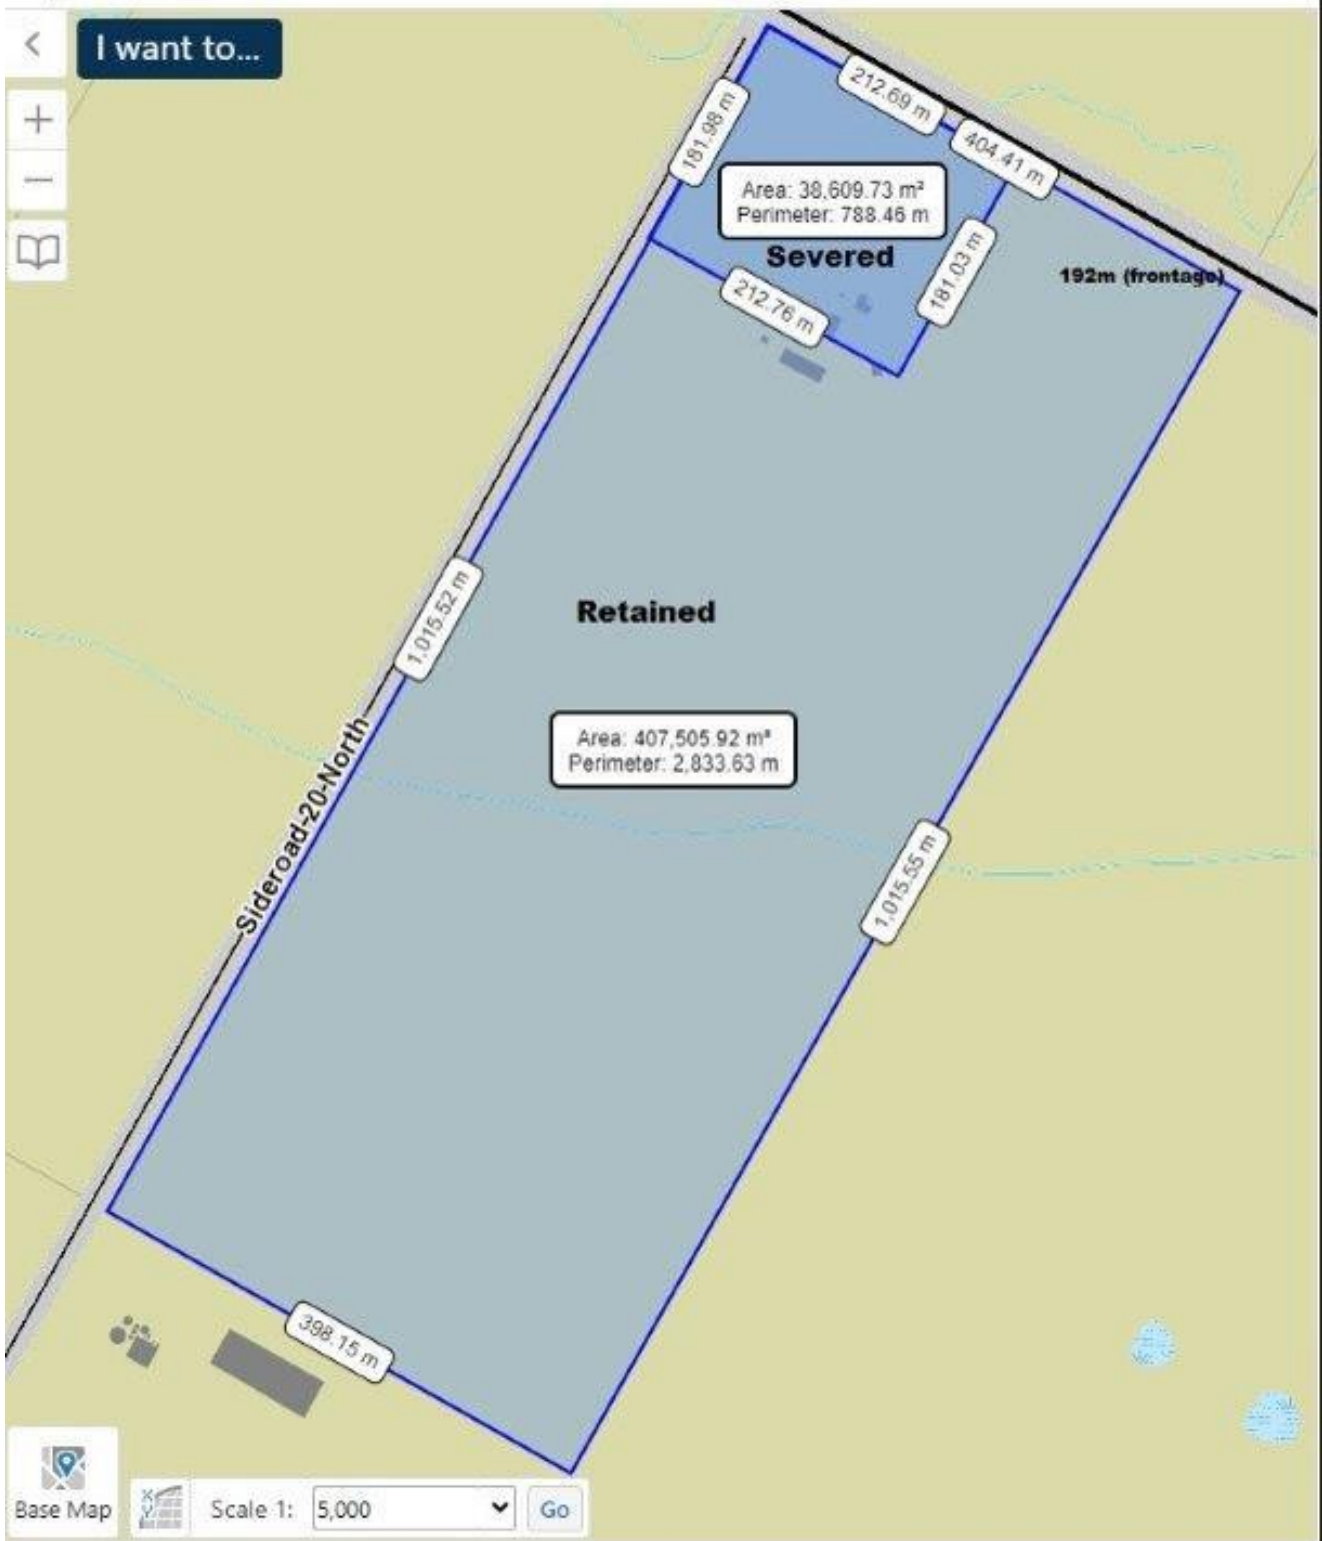 I want to...
212.69 m
181.98 m
404.41 m
Area: 38,609.73 m²
Perimeter: 788.46 m
Severed
181.03 m
192m (frontage)
212.76 m
1,015.52 m
Retained
Area: 407,505.92 m²
Perimeter: 2,833.63 m
Sideroad-20-North
1,015.55 m
398.15 m
Base Map
X Y
Scale 1:
5,000
Go